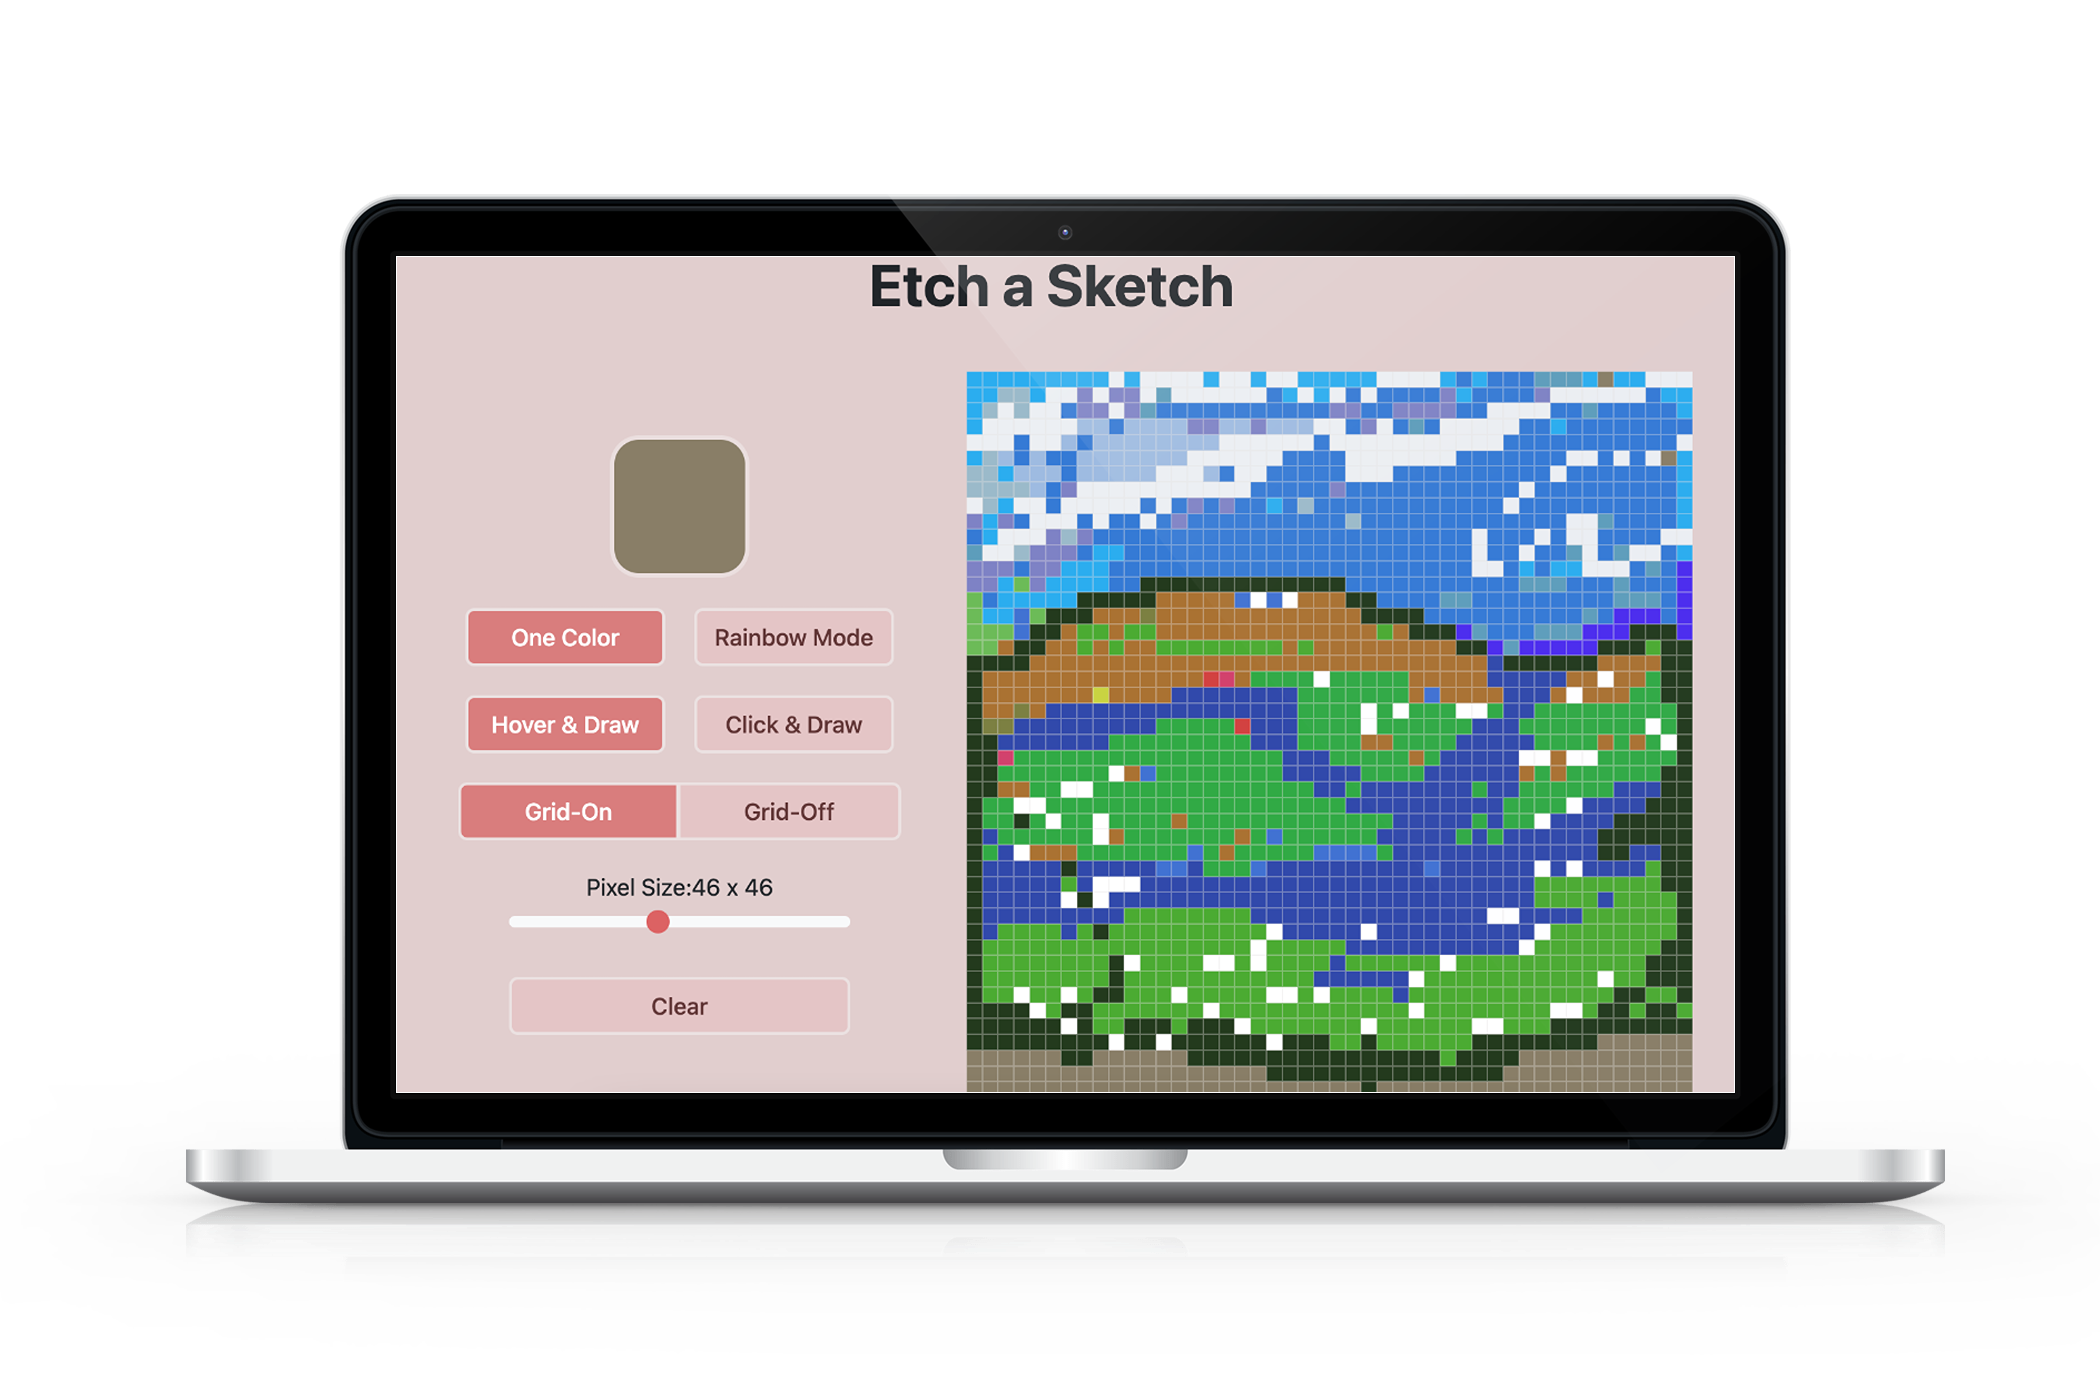 Etch a Sketch
One Color
Rainbow Mode
Hover & Draw
Click & Draw
Grid-On
Grid-Off
Pixel Size:46 x 46
Clear